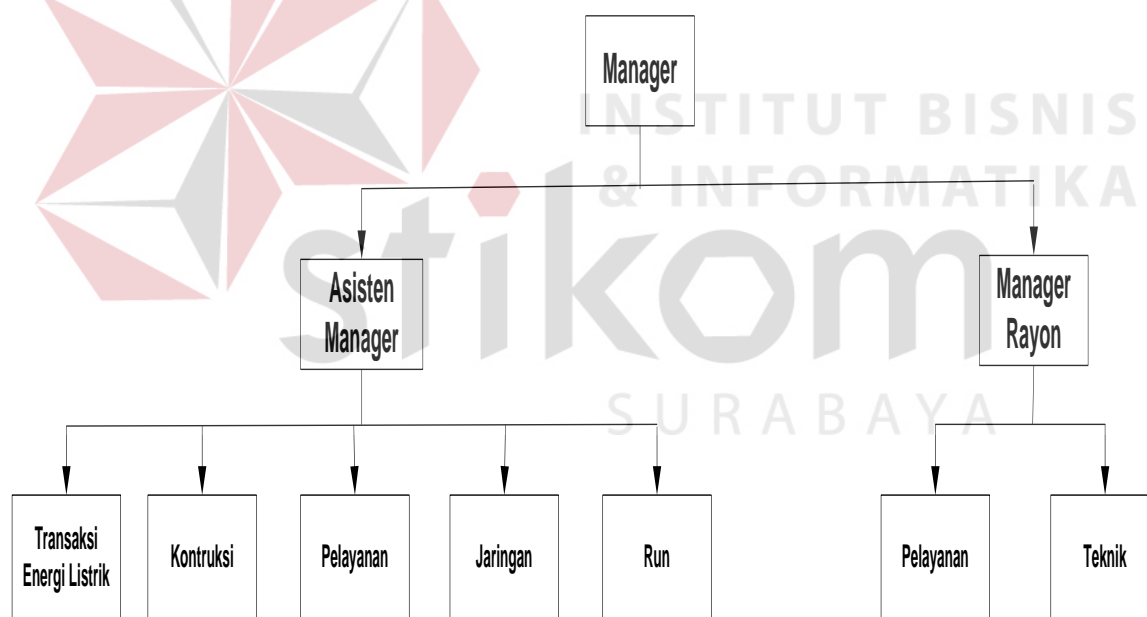 Manager
INSTITUT BISNIS
& INFORMATIKA
stikom
SURABAYA
Asisten
Manager
Manager
Rayon
Transaksi
Energi Listrik
Kontruksi
Pelayanan
Jaringan
Run
Pelayanan
Teknik